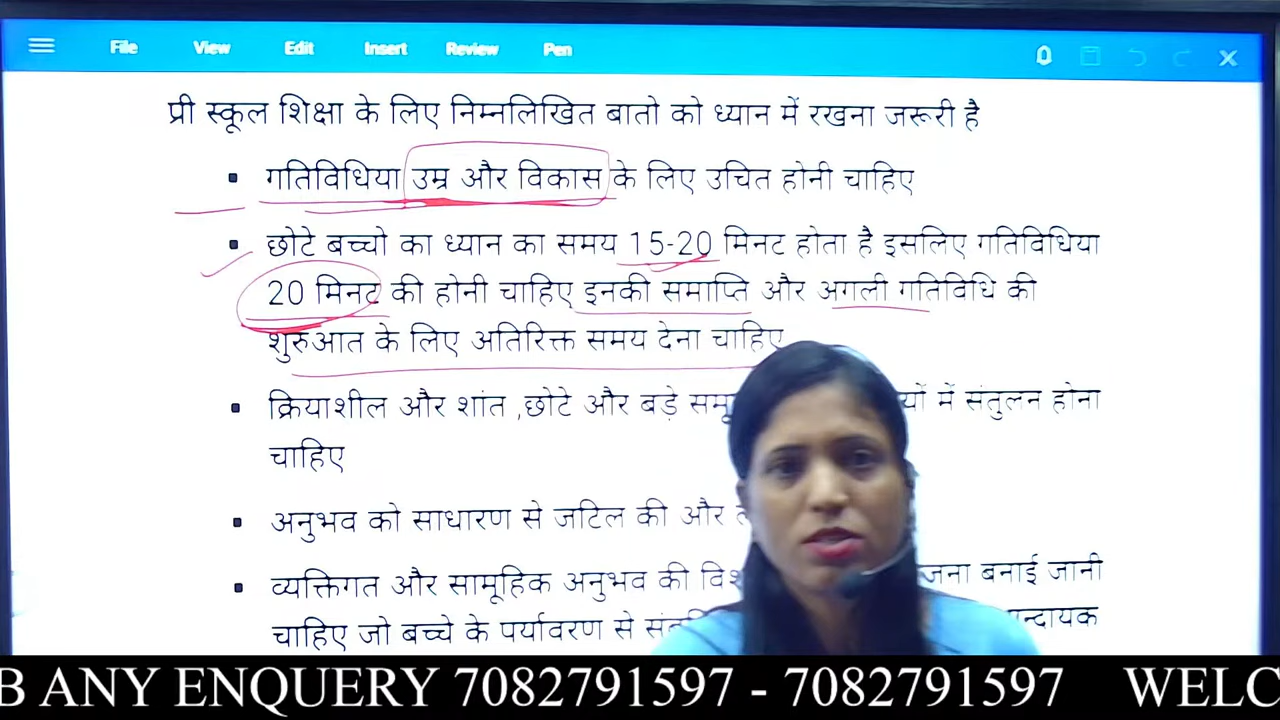 File View Edit Insert Review Pen
प्री स्कूल शिक्षा के लिए निम्नलिखित बातो को ध्यान में रखना जरूरी है
गतिविधिया उम्र और विकास के लिए उचित होनी चाहिए
छोटे बच्चो का ध्यान का समय 15-20 मिनट होता है इसलिए गतिविधिया
20 मिनट की होनी चाहिए इनकी समाप्ति और अगली गतिविधि की
शुरुआत के लिए अतिरिक्त समय देना चाहिए
क्रियाशील और शांत ,छोटे और बड़े में संतुलन होना
चाहिए
अनुभव को साधारण से जटिल की और
व्यक्तिगत और सामूहिक अनुभव की बनाई जानी
चाहिए जो बच्चे के पर्यावरण से
B ANY ENQUERY 7082791597 - 7082791597 WELC